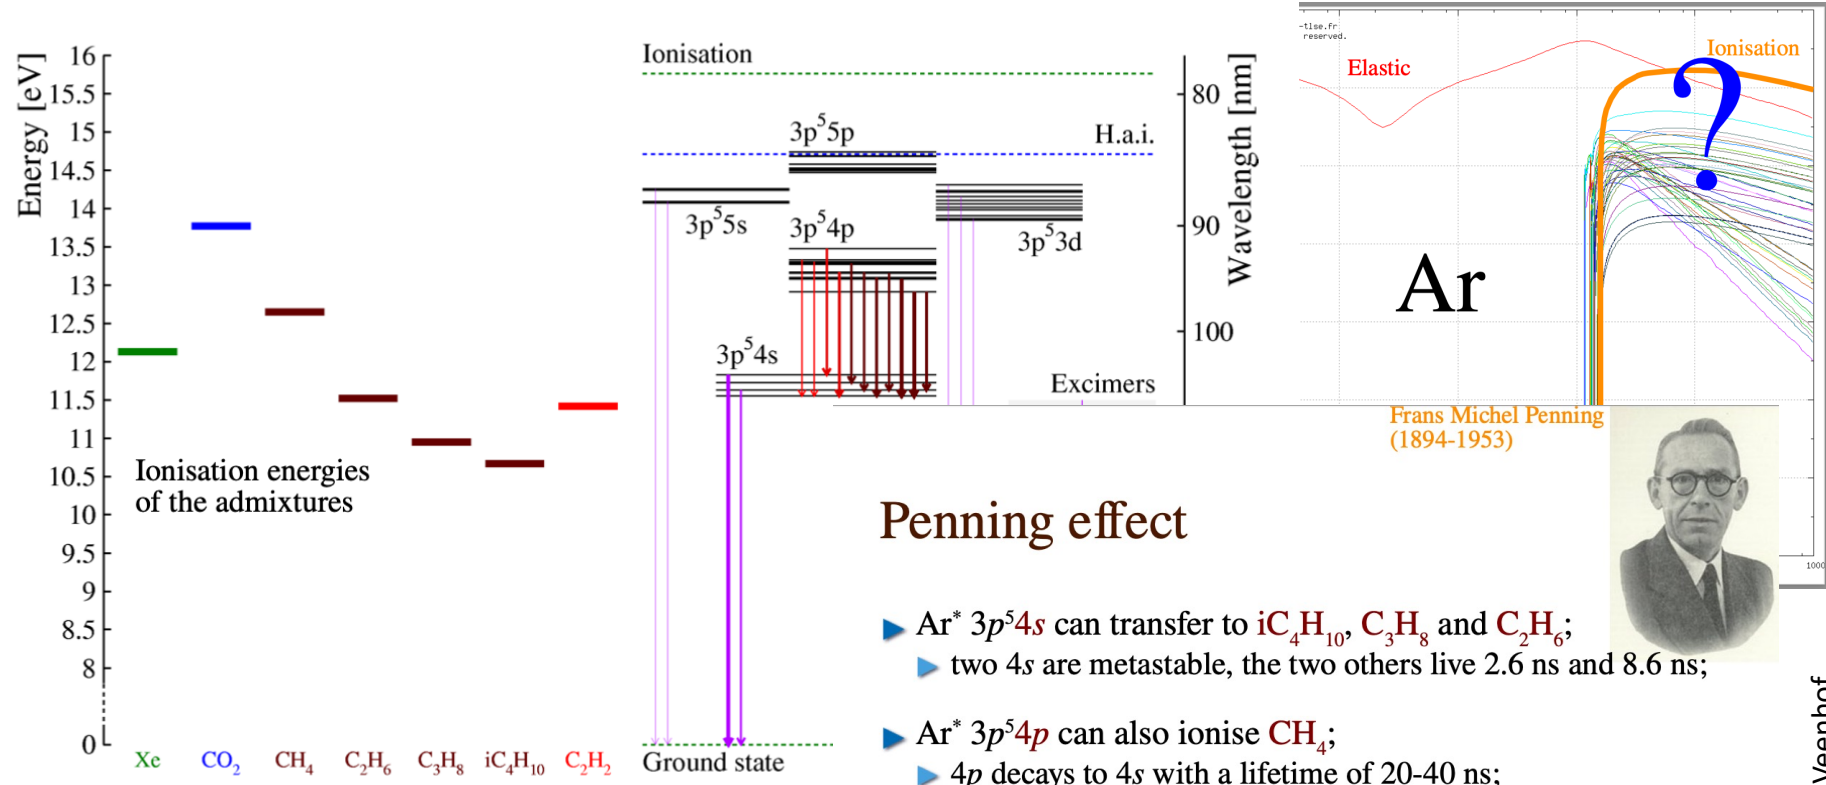 Energy [eV]
16
15.5
15
14.5
14
13.5
13
12.5
12
11.5
11
10.5
10
9.5
9
8.5
8
0
Ionisation energies
of the admixtures
Xe CO2 CH4 C2H6 C3H8 iC4H10 C2H2
Ionisation
H.a.i.
3p⁵5p
3p⁵5s
3p⁵4p
3p⁵3d
3p⁵4s
Excimers
Ground state
80
90
100
Wavelength [nm]
-tlse.fr
reserved.
Elastic
Ionisation
?
Ar
1000
Frans Michel Penning
(1894-1953)
Penning effect
Ar* 3p⁵4s can transfer to iC4H10, C3H8 and C2H6;
two 4s are metastable, the two others live 2.6 ns and 8.6 ns;
Ar* 3p⁵4p can also ionise CH4;
4p decays to 4s with a lifetime of 20-40 ns;
Veenhof